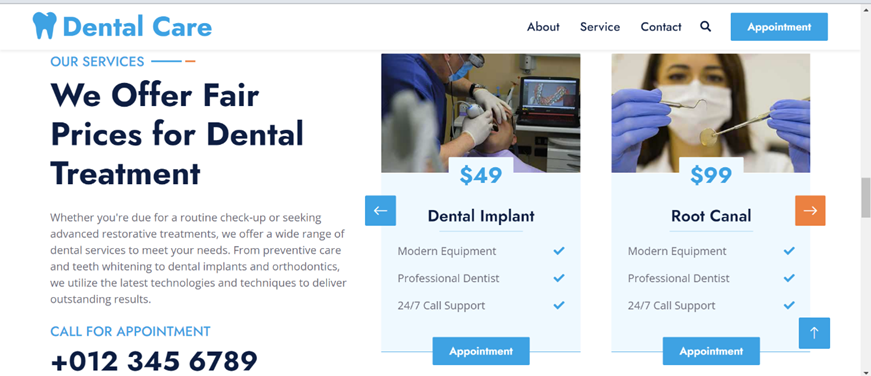 Dental Care
About Service Contact Appointment
OUR SERVICES
We Offer Fair
Prices for Dental
Treatment
Whether you're due for a routine check-up or seeking
advanced restorative treatments, we offer a wide range of
dental services to meet your needs. From preventive care
and teeth whitening to dental implants and orthodontics,
we utilize the latest technologies and techniques to deliver
outstanding results.
CALL FOR APPOINTMENT
+012 345 6789
$49
Dental Implant
Modern Equipment
Professional Dentist
24/7 Call Support
Appointment
$99
Root Canal
Modern Equipment
Professional Dentist
24/7 Call Support
Appointment